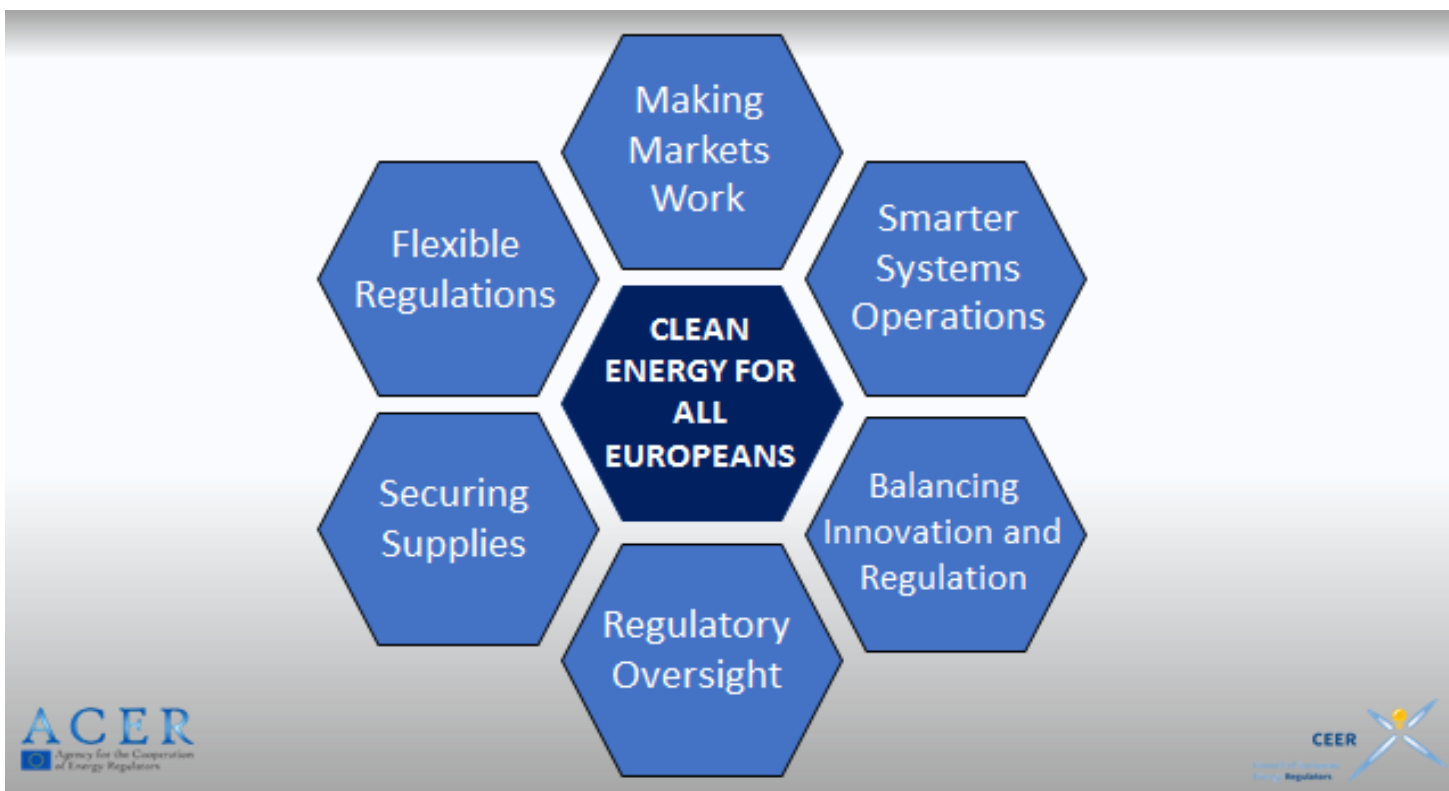 Making
Markets
Work
Flexible
Regulations
Smarter
Systems
Operations
CLEAN
ENERGY FOR
ALL
EUROPEANS
Securing
Supplies
Balancing
Innovation and
Regulation
Regulatory
Oversight
ACER
Agency for the Cooperation
of Energy Regulators
CEER
Regulators